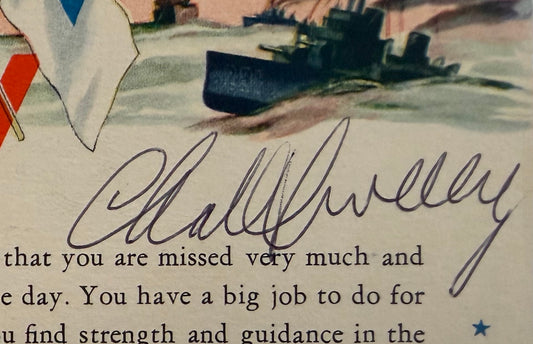 that you are missed very much and
e day. You have a big job to do for
u find strength and guidance in the